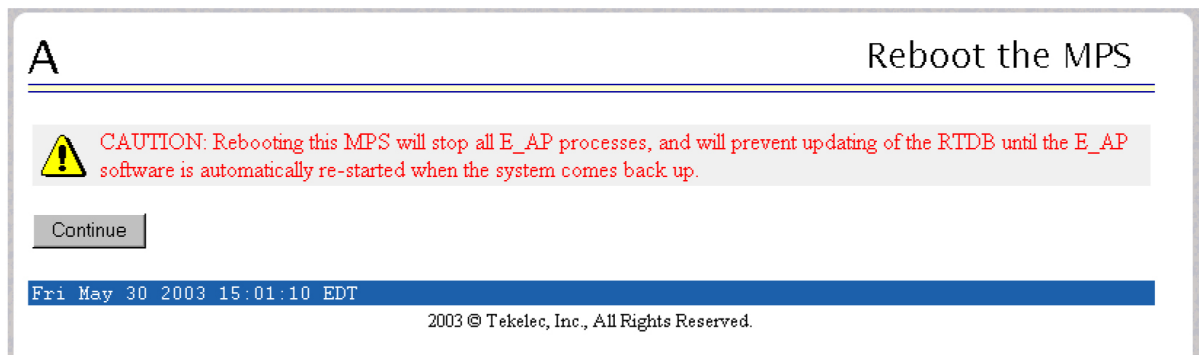 A
Reboot the MPS
CAUTION: Rebooting this MPS will stop all E_AP processes, and will prevent updating of the RTDB until the E_AP
software is automatically re-started when the system comes back up.
Continue
Fri May 30 2003 15:01:10 EDT
2003 © Tekelec, Inc., All Rights Reserved.